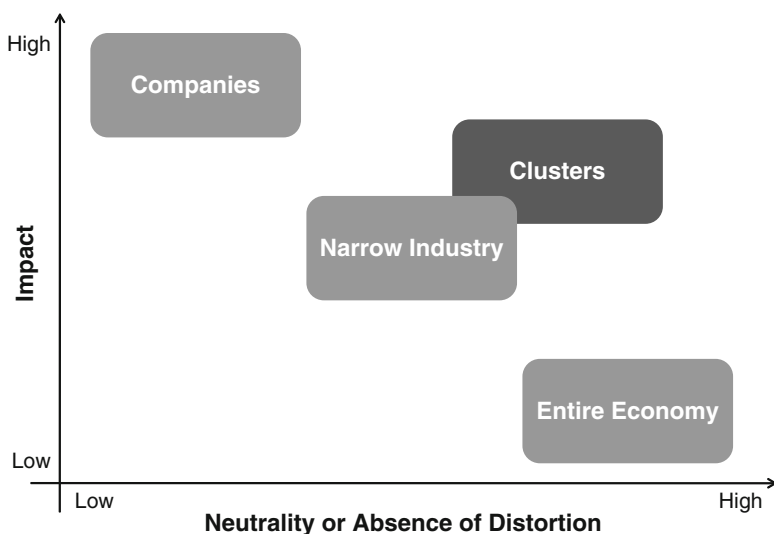 High
Companies
Clusters
Narrow Industry
Impact
Entire Economy
Low
Low
High
Neutrality or Absence of Distortion